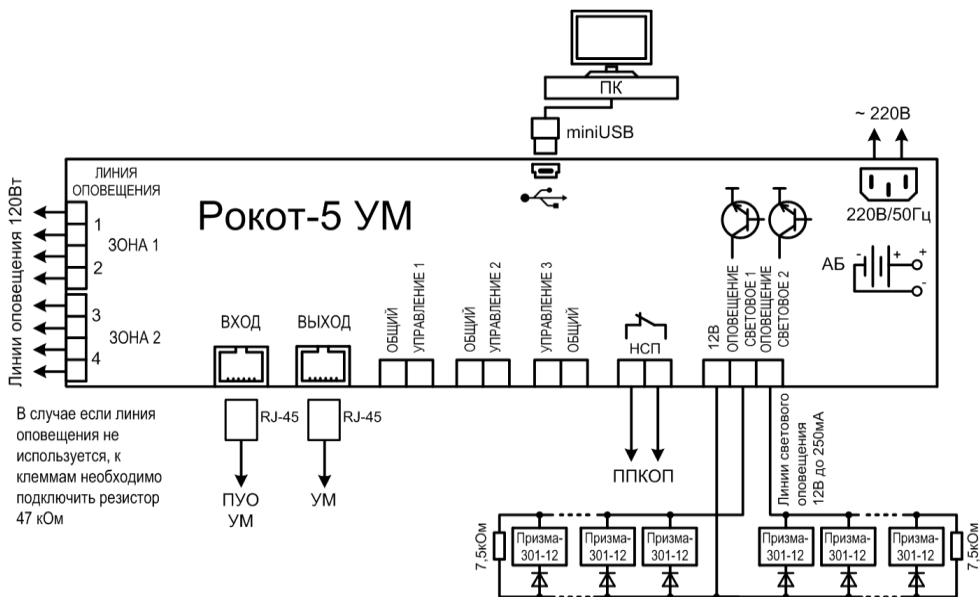 ПК
miniUSB
~ 220В
220В/50Гц
АБ
-
+
+
-
ЛИНИЯ
ОПОВЕЩЕНИЯ
Рокот-5 УМ
Линии оповещения 120Вт
1
ЗОНА 1
2
3
ЗОНА 2
4
ВХОД
ВЫХОД
ОБЩИЙ
УПРАВЛЕНИЕ 1
ОБЩИЙ
УПРАВЛЕНИЕ 2
УПРАВЛЕНИЕ 3
ОБЩИЙ
НСП
12В
ОПОВЕЩЕНИЕ
СВЕТОВОЕ 1
ОПОВЕЩЕНИЕ
СВЕТОВОЕ 2
В случае если линия
оповещения не
используется, к
клеммам необходимо
подключить резистор
47 кОм
RJ-45
RJ-45
ПУО
УМ
УМ
ППКОП
Линии светового
оповещения
12В до 250мА
7,5кОм
Призма-
301-12
Призма-
301-12
Призма-
301-12
Призма-
301-12
Призма-
301-12
Призма-
301-12
7,5кОм